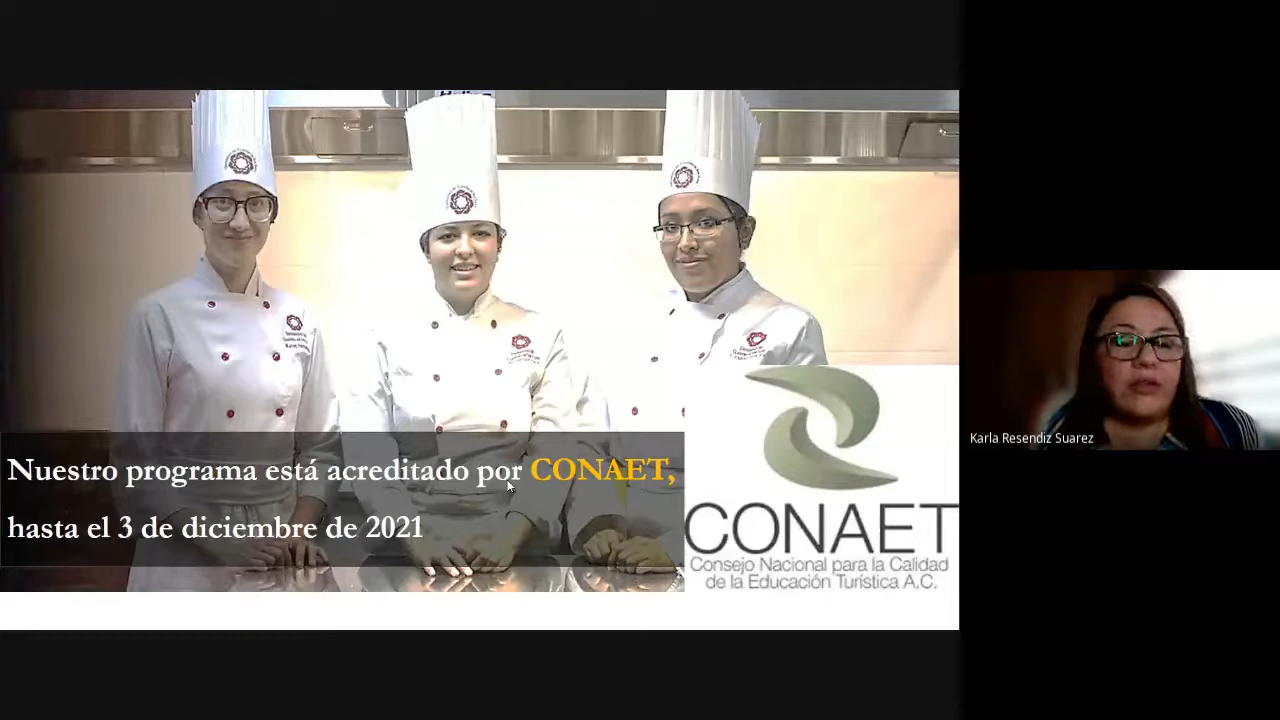 Nuestro programa está acreditado por CONAET,
hasta el 3 de diciembre de 2021
CONAET
Consejo Nacional para la Calidad
de la Educación Turística A.C.
Karla Resendiz Suarez